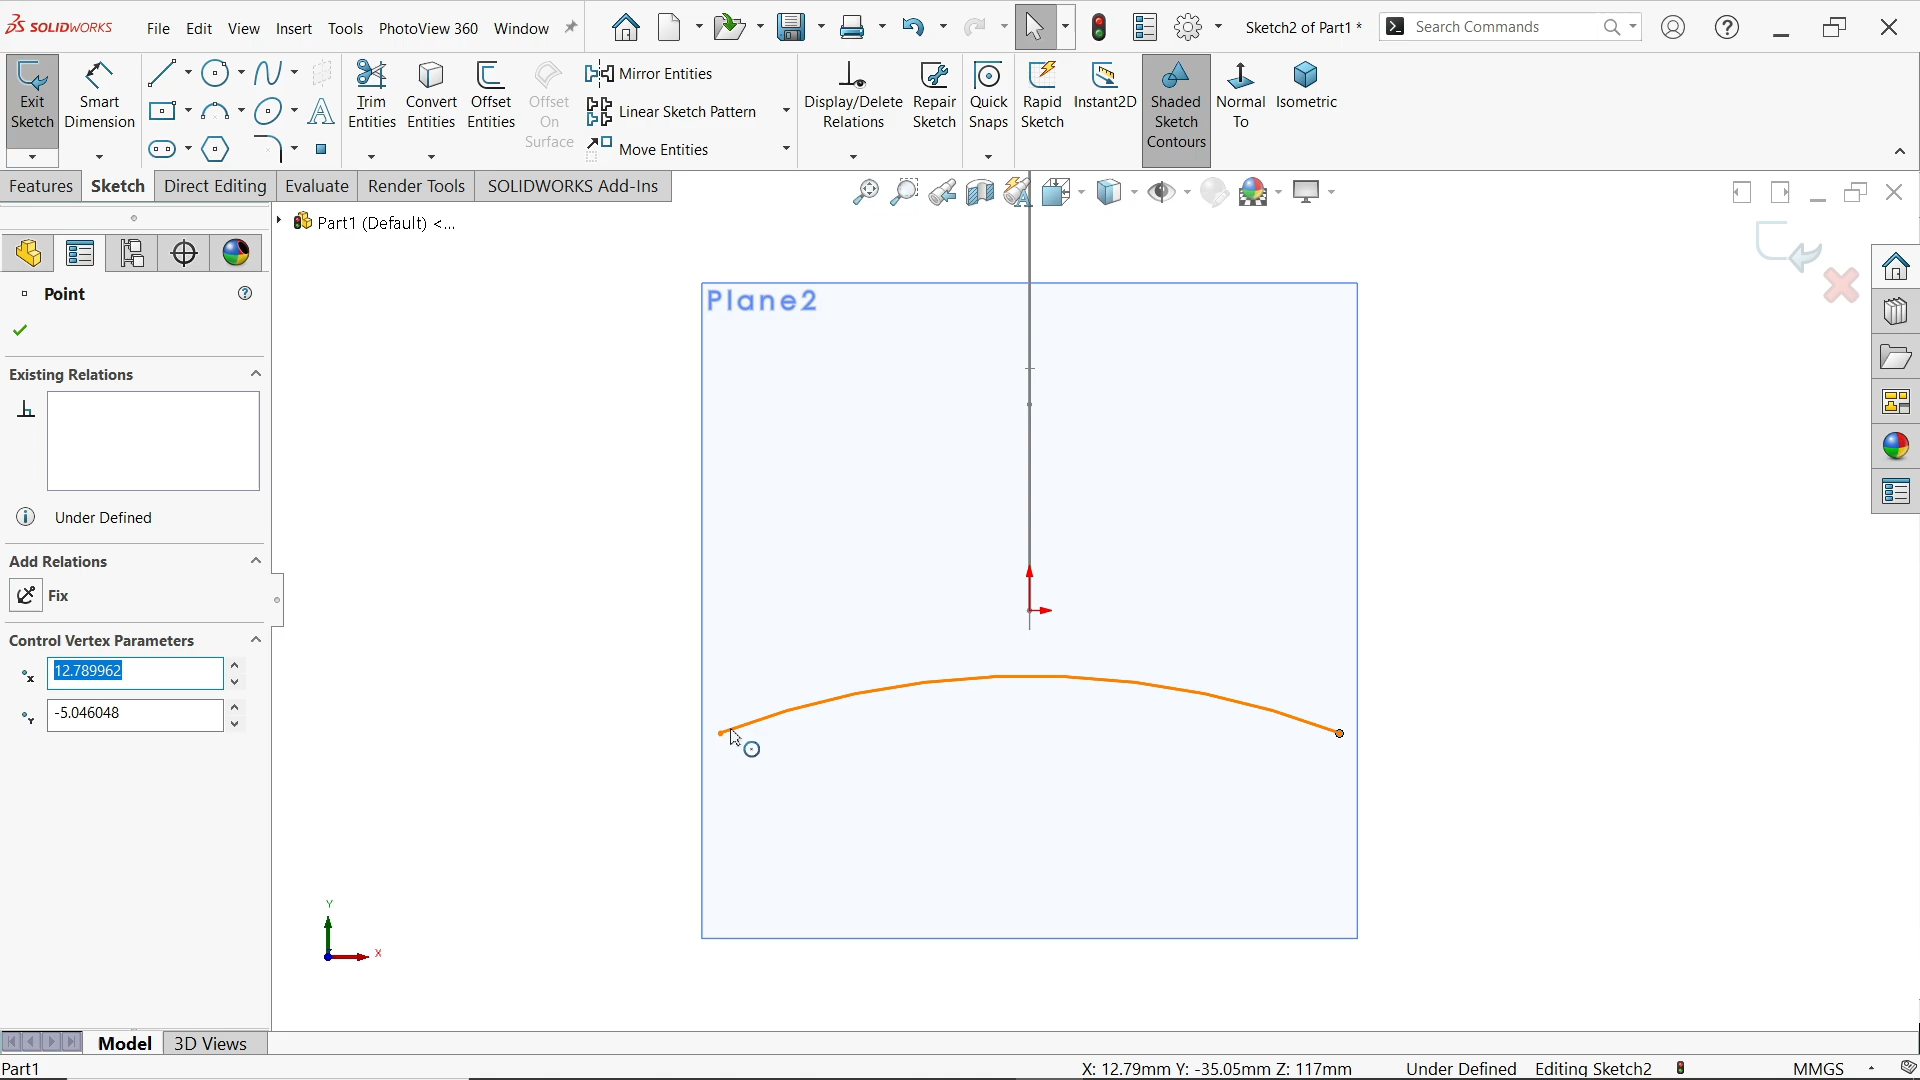 SOLIDWORKS
File Edit View Insert Tools PhotoView 360 Window
Sketch2 of Part1 *
Search Commands
Exit Sketch
Smart Dimension
Trim Entities
Convert Entities
Offset Entities
Offset On Surface
Mirror Entities
Linear Sketch Pattern
Move Entities
Display/Delete Relations
Repair Sketch
Quick Snaps
Rapid Sketch
Instant2D
Shaded Sketch Contours
Normal To
Isometric
Features Sketch Direct Editing Evaluate Render Tools SOLIDWORKS Add-Ins
Part1 (Default) <...
Point
Existing Relations
Under Defined
Add Relations
Fix
Control Vertex Parameters
12.789962
-5.046048
Plane2
Y
X
Model 3D Views
Part1
X: 12.79mm Y: -35.05mm Z: 117mm
Under Defined
Editing Sketch2
MMGS